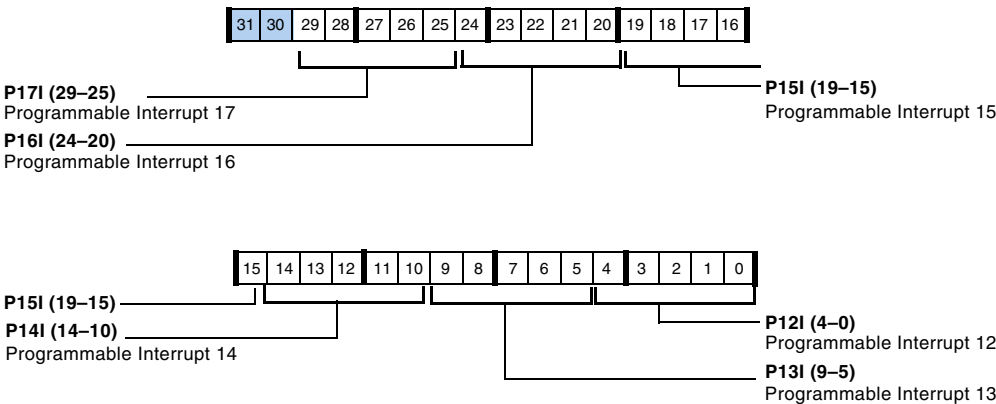 31 30 29 28 27 26 25 24 23 22 21 20 19 18 17 16
P17I (29–25)
Programmable Interrupt 17
P16I (24–20)
Programmable Interrupt 16
P15I (19–15)
Programmable Interrupt 15
15 14 13 12 11 10 9 8 7 6 5 4 3 2 1 0
P15I (19–15)
P14I (14–10)
Programmable Interrupt 14
P12I (4–0)
Programmable Interrupt 12
P13I (9–5)
Programmable Interrupt 13